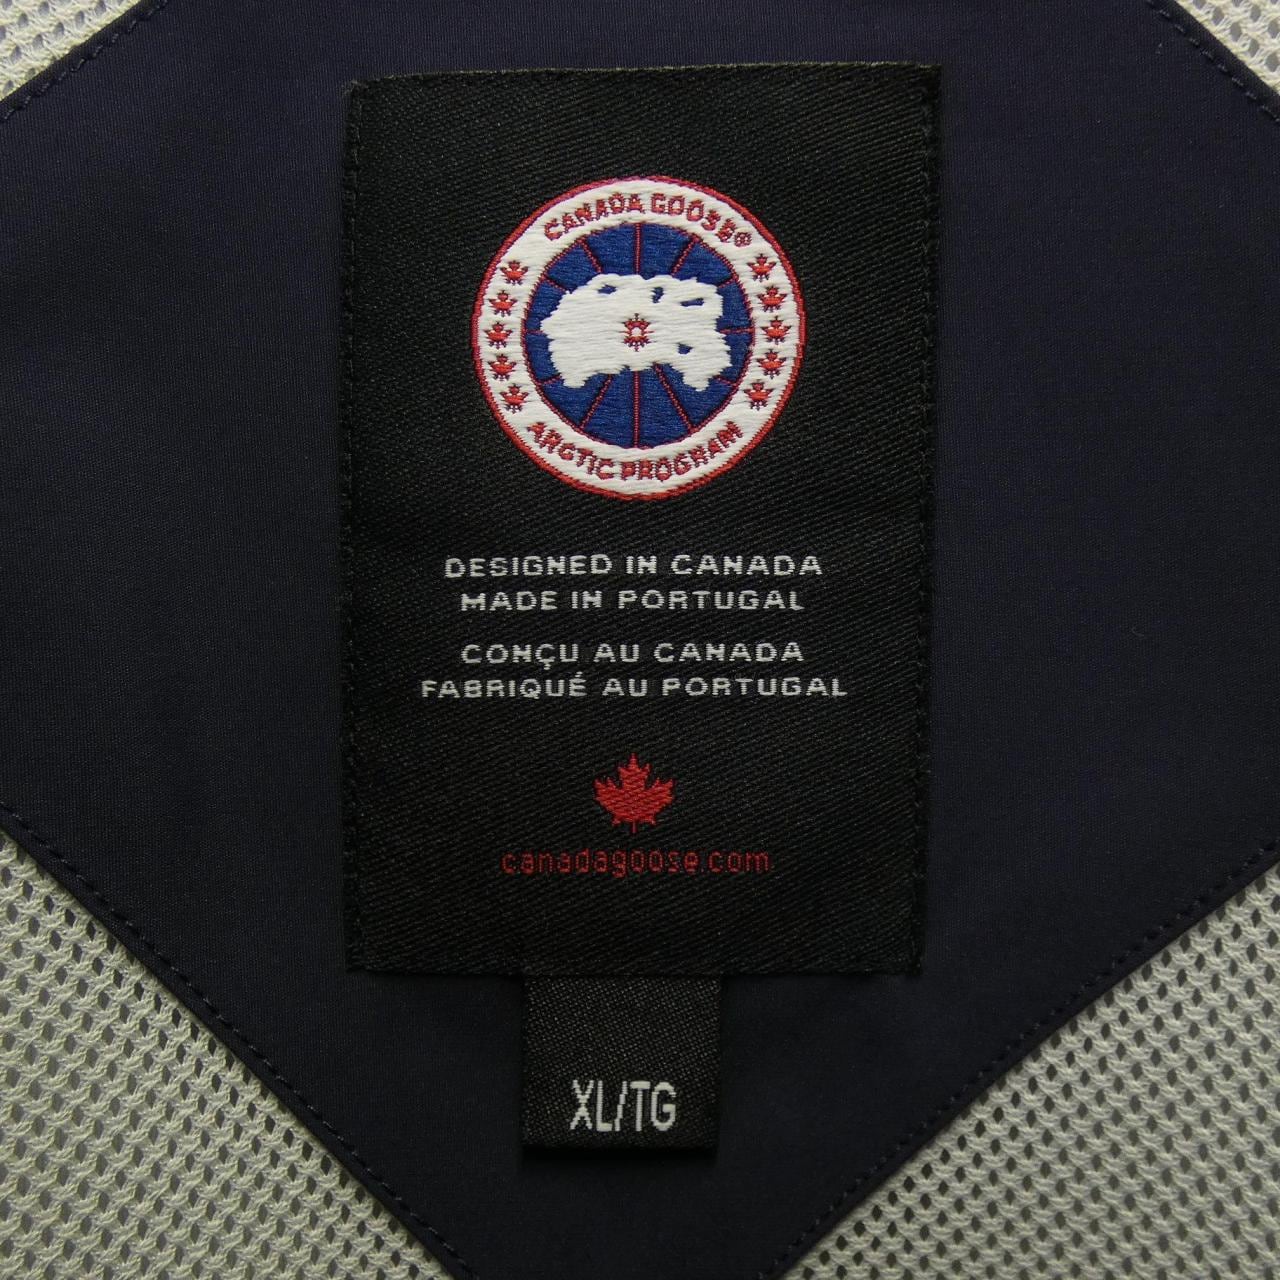 CANADA GOOSE®
ARCTIC PROGRAM
DESIGNED IN CANADA
MADE IN PORTUGAL
CONÇU AU CANADA
FABRIQUÉ AU PORTUGAL
canadagoose.com
XL/TG